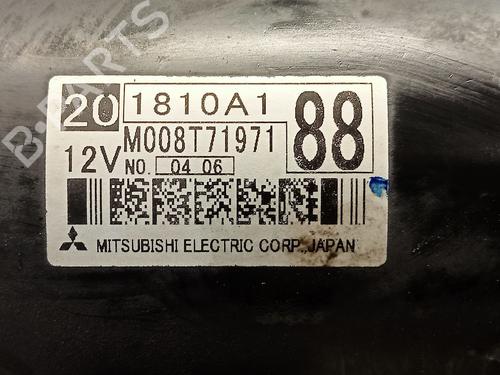 B-PARTS
20 1810A1 88
12V M008T71971
NO. 04 06
MITSUBISHI ELECTRIC CORP., JAPAN